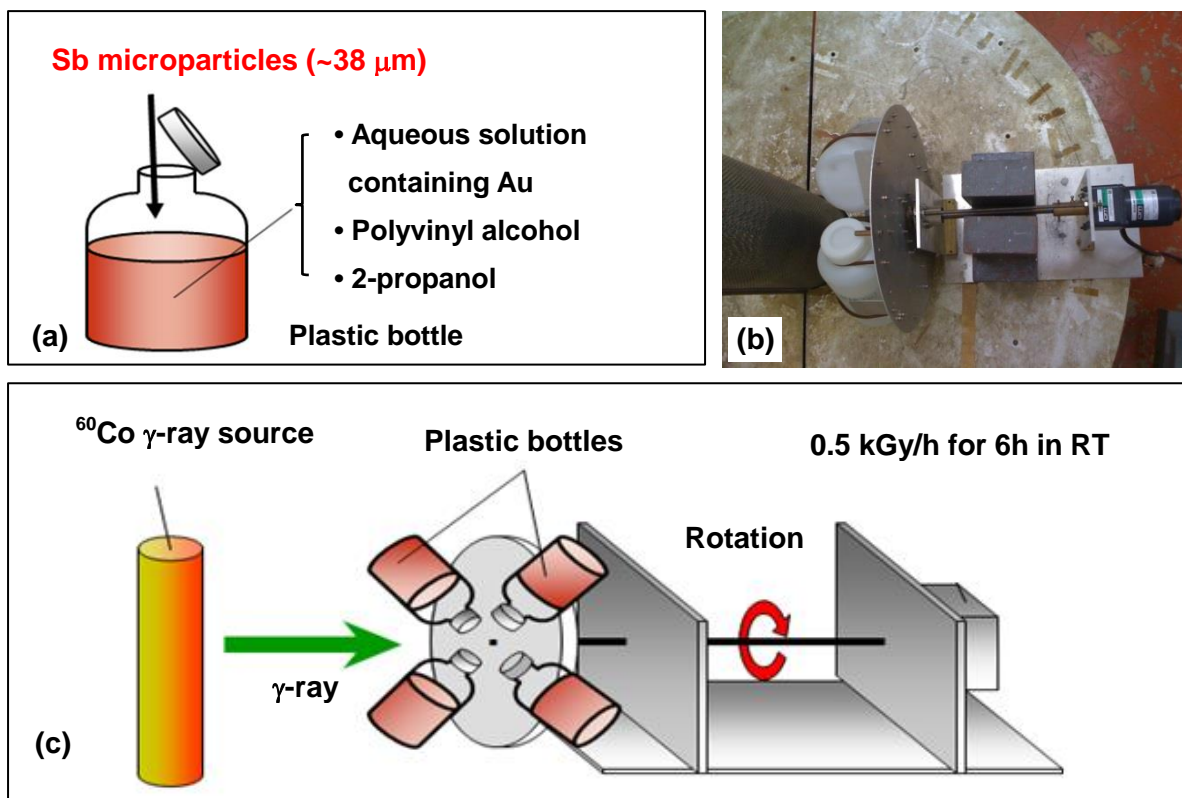 Sb microparticles (~38 μm)
• Aqueous solution
containing Au
• Polyvinyl alcohol
• 2-propanol
(a)
Plastic bottle
(b)
⁶⁰Co γ-ray source
Plastic bottles
0.5 kGy/h for 6h in RT
Rotation
γ-ray
(c)